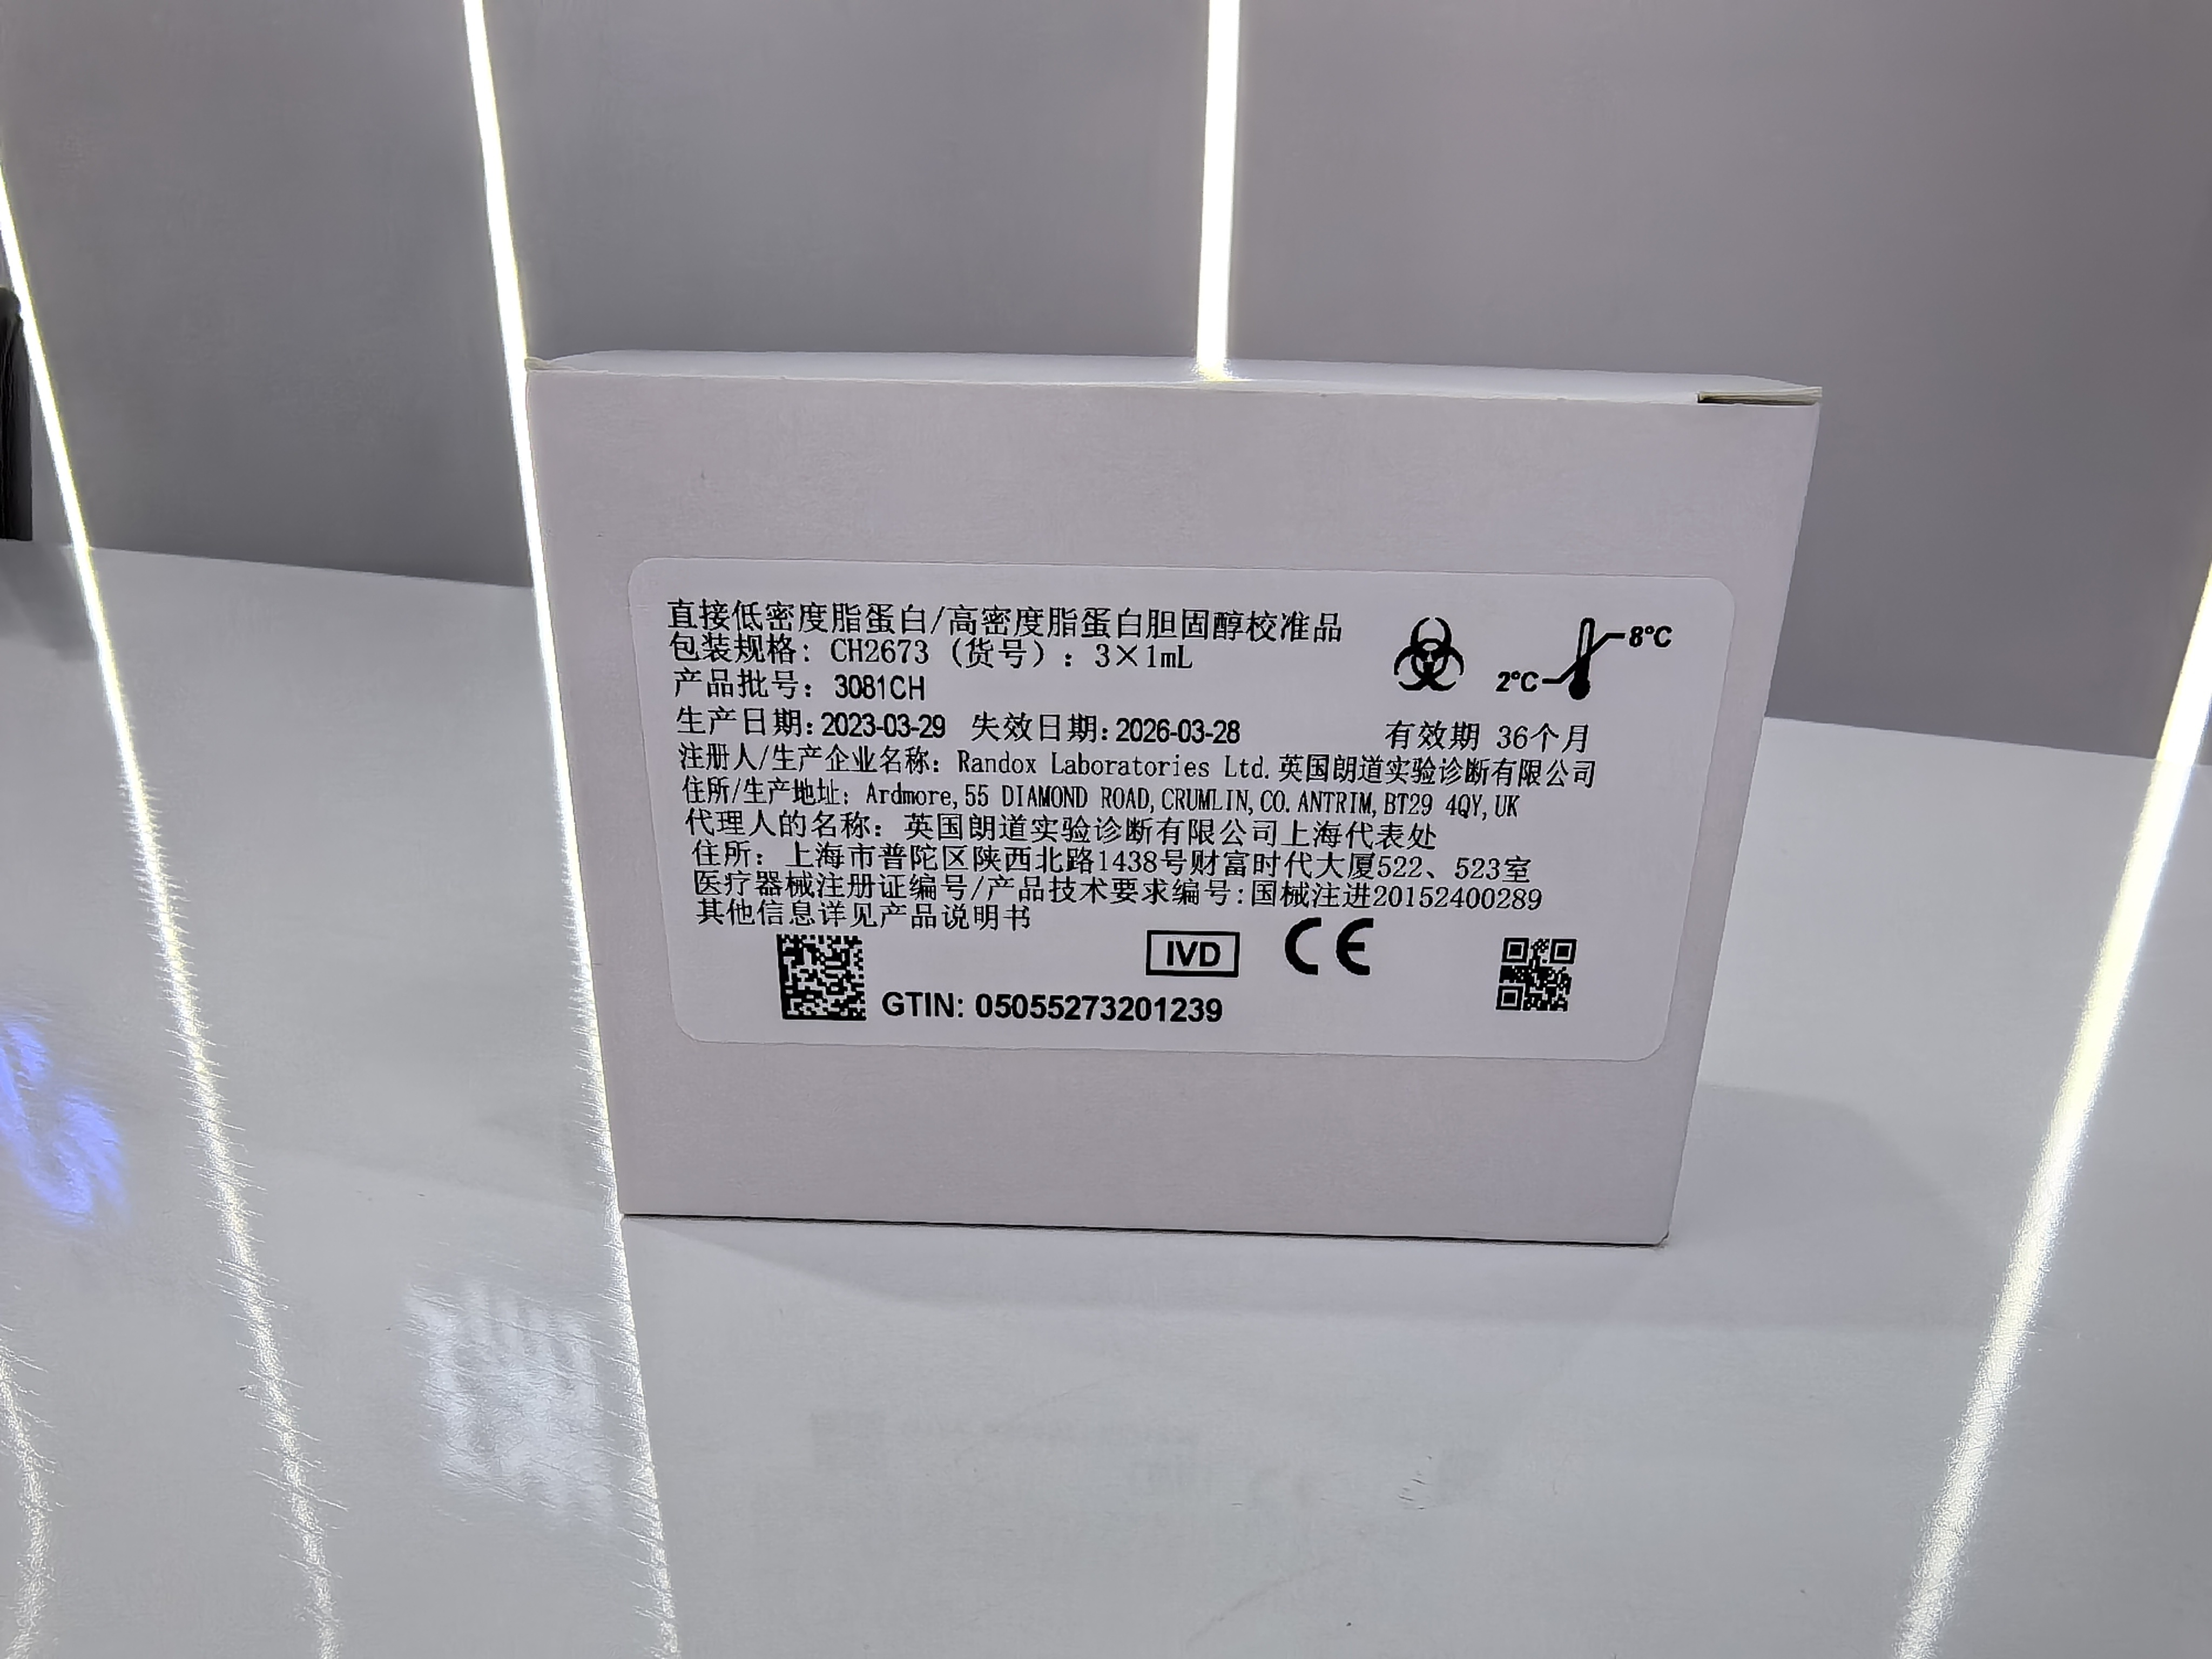 直接低密度脂蛋白/高密度脂蛋白胆固醇校准品
包装规格: CH2673 (货号) : 3×1mL
8°C
2°C
产品批号: 3081CH
生产日期: 2023-03-29 失效日期: 2026-03-28 有效期 36个月
注册人/生产企业名称: Randox Laboratories Ltd. 英国朗道实验诊断有限公司
住所/生产地址: Ardmore, 55 DIAMOND ROAD, CRUMLIN, CO. ANTRIM, BT29 4QY, UK
代理人的名称: 英国朗道实验诊断有限公司上海代表处
住所: 上海市普陀区陕西北路1438号财富时代大厦522、523室
医疗器械注册证编号/产品技术要求编号: 国械注进20152400289
其他信息详见产品说明书
IVD CE
GTIN: 05055273201239